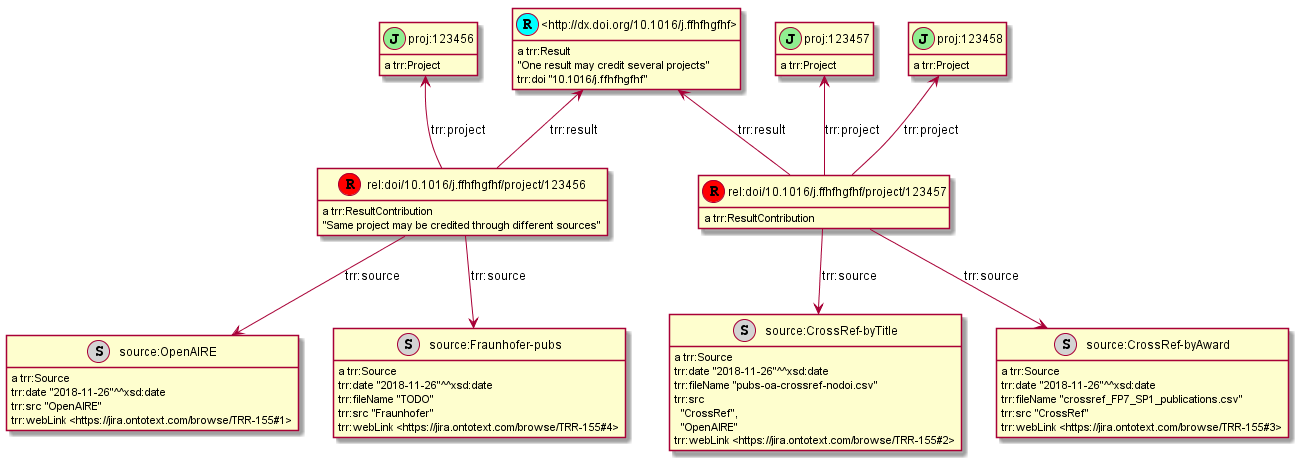 J proj:123456
R <http://dx.doi.org/10.1016/j.ffhfhgfhf>
J proj:123457
J proj:123458
a trr:Project
a trr:Result
"One result may credit several projects"
trr:doi "10.1016/j.ffhfhgfhf"
a trr:Project
a trr:Project
trr:project
trr:result
trr:result
trr:project
trr:project
R rel:doi/10.1016/j.ffhfhgfhf/project/123456
a trr:ResultContribution
"Same project may be credited through different sources"
R rel:doi/10.1016/j.ffhfhgfhf/project/123457
a trr:ResultContribution
trr:source
trr:source
trr:source
trr:source
S source:OpenAIRE
a trr:Source
trr:date "2018-11-26"^^xsd:date
trr:src "OpenAIRE"
trr:webLink <https://jira.ontotext.com/browse/TRR-155#1>
S source:Fraunhofer-pubs
a trr:Source
trr:date "2018-11-26"^^xsd:date
trr:fileName "TODO"
trr:src "Fraunhofer"
trr:webLink <https://jira.ontotext.com/browse/TRR-155#4>
S source:CrossRef-byTitle
a trr:Source
trr:date "2018-11-26"^^xsd:date
trr:fileName "pubs-oa-crossref-nodoi.csv"
trr:src
"CrossRef",
"OpenAIRE"
trr:webLink <https://jira.ontotext.com/browse/TRR-155#2>
S source:CrossRef-byAward
a trr:Source
trr:date "2018-11-26"^^xsd:date
trr:fileName "crossref_FP7_SP1_publications.csv"
trr:src "CrossRef"
trr:webLink <https://jira.ontotext.com/browse/TRR-155#3>